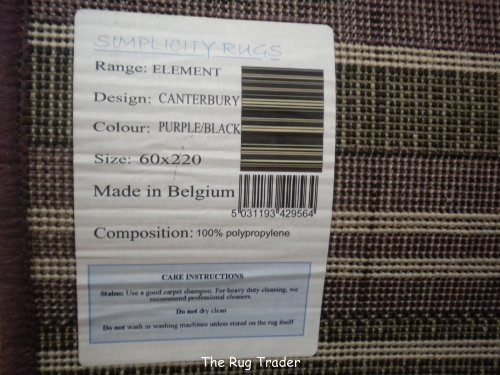 SIMPLICITY RUGS
Range: ELEMENT
Design: CANTERBURY
Colour: PURPLE/BLACK
Size: 60x220
Made in Belgium
5 031193 429564
Composition: 100% polypropylene
CARE INSTRUCTIONS
Stains: Use a good carpet shampoo. For heavy duty cleaning, we
recommend professional cleaners.
Do not dry clean
Do not wash in washing machines unless stated on the rug itself
The Rug Trader